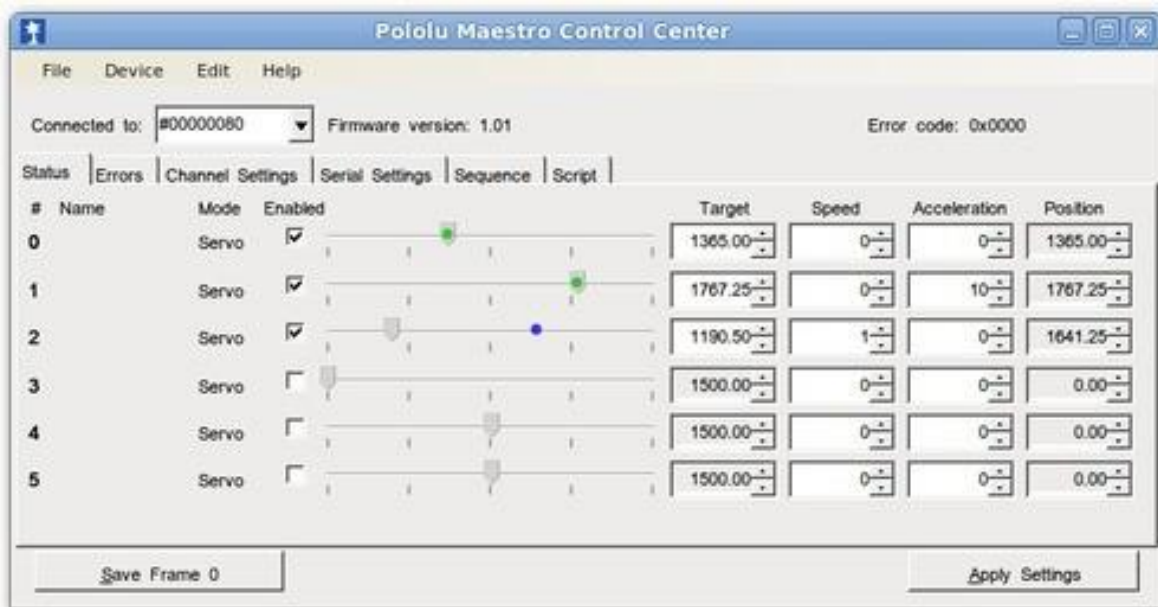 Pololu Maestro Control Center
File Device Edit Help
Connected to: #00000080 Firmware version: 1.01 Error code: 0x0000
Status Errors Channel Settings Serial Settings Sequence Script
# Name Mode Enabled Target Speed Acceleration Position
0 Servo 1365.00 0 0 1365.00
1 Servo 1767.25 0 10 1767.25
2 Servo 1190.50 1 0 1641.25
3 Servo 1500.00 0 0 0.00
4 Servo 1500.00 0 0 0.00
5 Servo 1500.00 0 0 0.00
Save Frame 0 Apply Settings